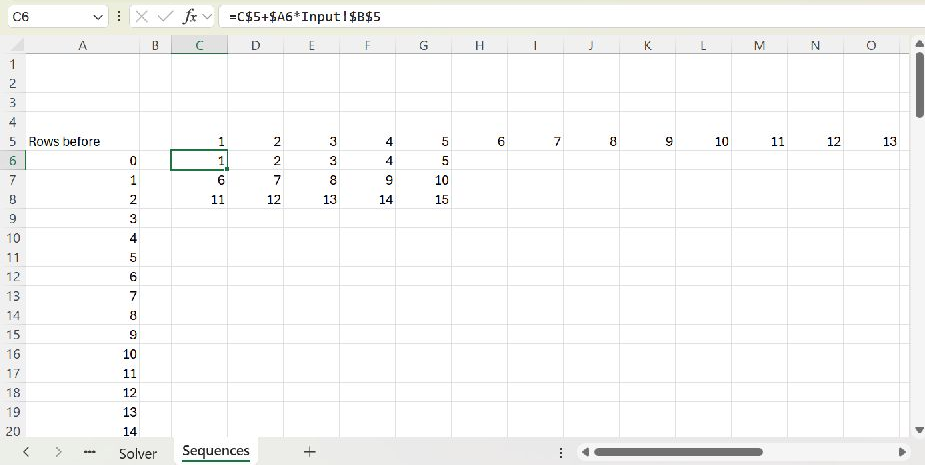 C6 fx =C$5+$A6*Input!$B$5
A B C D E F G H I J K L M N O
1
2
3
4
5 Rows before 1 2 3 4 5 6 7 8 9 10 11 12 13
6 0 1 2 3 4 5
7 1 6 7 8 9 10
8 2 11 12 13 14 15
9 3
10 4
11 5
12 6
13 7
14 8
15 9
16 10
17 11
18 12
19 13
20 14
Solver Sequences